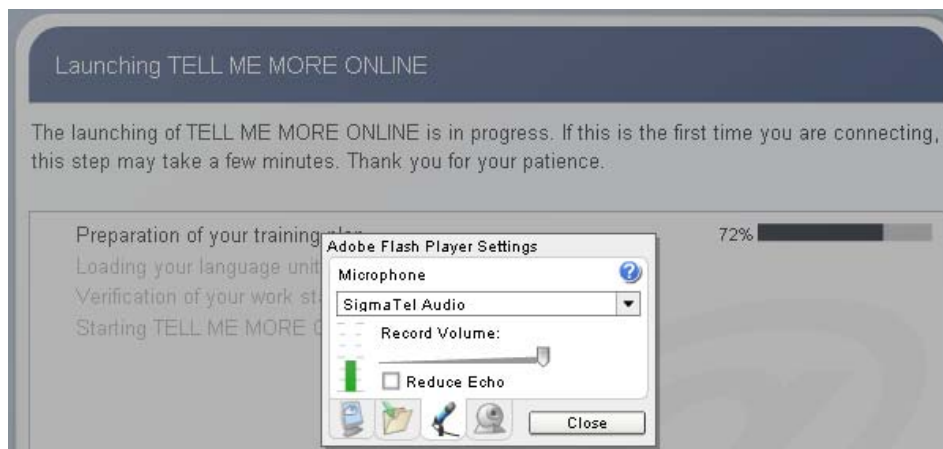 Launching TELL ME MORE ONLINE
The launching of TELL ME MORE ONLINE is in progress. If this is the first time you are connecting,
this step may take a few minutes. Thank you for your patience.
Preparation of your training
72%
Loading your language unit
Verification of your work
Starting TELL ME MORE
Adobe Flash Player Settings
Microphone
SigmaTel Audio
Record Volume:
Reduce Echo
Close